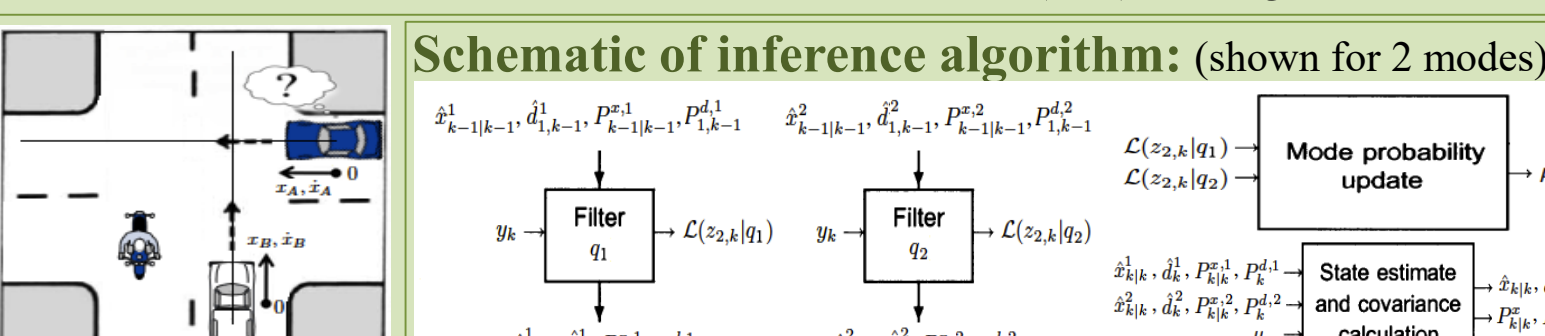 Schematic of inference algorithm: (shown for 2 modes)
?
0
x_A, ẋ_A
x_B, ẋ_B
0
x̂^1_{k-1|k-1}, d̂^1_{1,k-1}, P^{x,1}_{k-1|k-1}, P^{d,1}_{1,k-1}
Filter
q_1
y_k
ℒ(z_{2,k}|q_1)
x̂^2_{k-1|k-1}, d̂^2_{1,k-1}, P^{x,2}_{k-1|k-1}, P^{d,2}_{1,k-1}
Filter
q_2
y_k
ℒ(z_{2,k}|q_2)
ℒ(z_{2,k}|q_1)
ℒ(z_{2,k}|q_2)
Mode probability
update
x̂^1_{k|k}, d̂^1_k, P^{x,1}_{k|k}, P^{d,1}_k
x̂^2_{k|k}, d̂^2_k, P^{x,2}_{k|k}, P^{d,2}_k
State estimate
and covariance
calculation
x̂_{k|k},
P^x_{k|k},